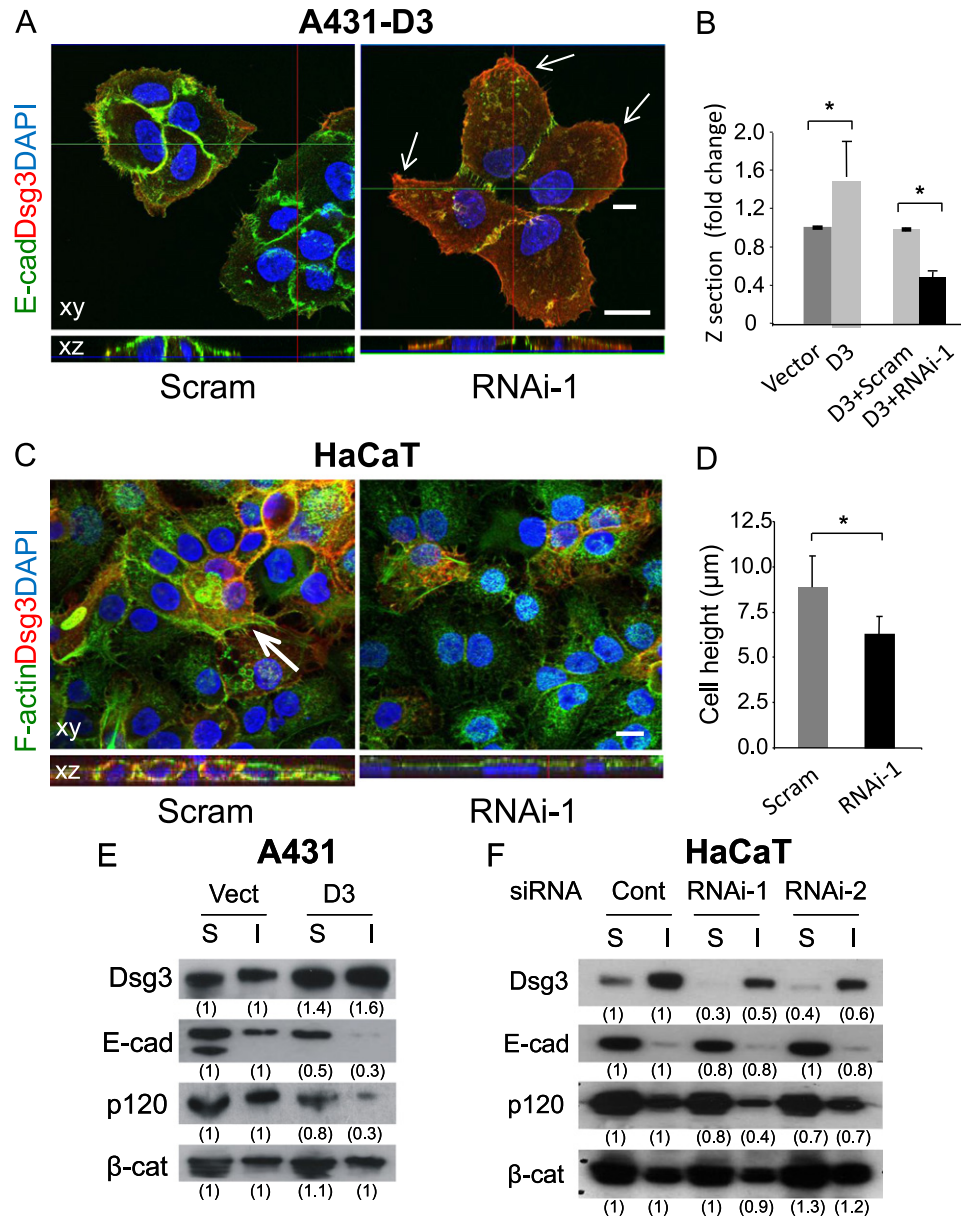 A
A431-D3
E-cadDsg3DAPI
xy
xz
Scram
RNAi-1
B
Z section (fold change)
2.0
1.6
1.2
0.8
0.4
0
*
*
Vector
D3
D3+Scram
D3+RNAi-1
C
HaCaT
F-actinDsg3DAPI
xy
xz
Scram
RNAi-1
D
Cell height (μm)
12.5
10.0
7.5
5.0
2.5
0.0
*
Scram
RNAi-1
E
A431
Vect D3
S I S I
Dsg3
(1) (1) (1.4) (1.6)
E-cad
(1) (1) (0.5) (0.3)
p120
(1) (1) (0.8) (0.3)
β-cat
(1) (1) (1.1) (1)
F
HaCaT
siRNA Cont RNAi-1 RNAi-2
S I S I S I
Dsg3
(1) (1) (0.3) (0.5) (0.4) (0.6)
E-cad
(1) (1) (0.8) (0.8) (1) (0.8)
p120
(1) (1) (0.8) (0.4) (0.7) (0.7)
β-cat
(1) (1) (1) (0.9) (1.3) (1.2)